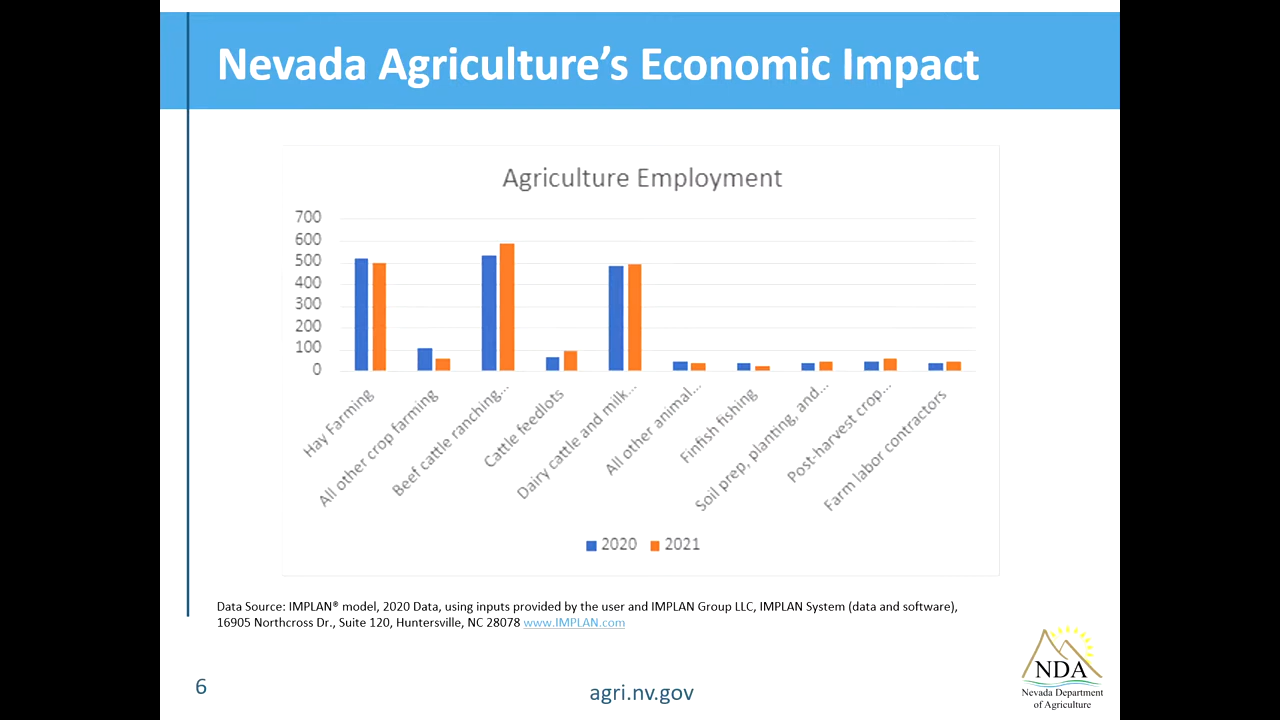 Nevada Agriculture's Economic Impact
Agriculture Employment
700
600
500
400
300
200
100
0
Hay Farming
All other crop farming
Beef cattle ranching...
Cattle feedlots
Dairy cattle and milk...
All other animal...
Finfish fishing
Soil prep, planting, and...
Post-harvest crop...
Farm labor contractors
2020 2021
Data Source: IMPLAN® model, 2020 Data, using inputs provided by the user and IMPLAN Group LLC, IMPLAN System (data and software),
16905 Northcross Dr., Suite 120, Huntersville, NC 28078 www.IMPLAN.com
6
agri.nv.gov
NDA
Nevada Department
of Agriculture